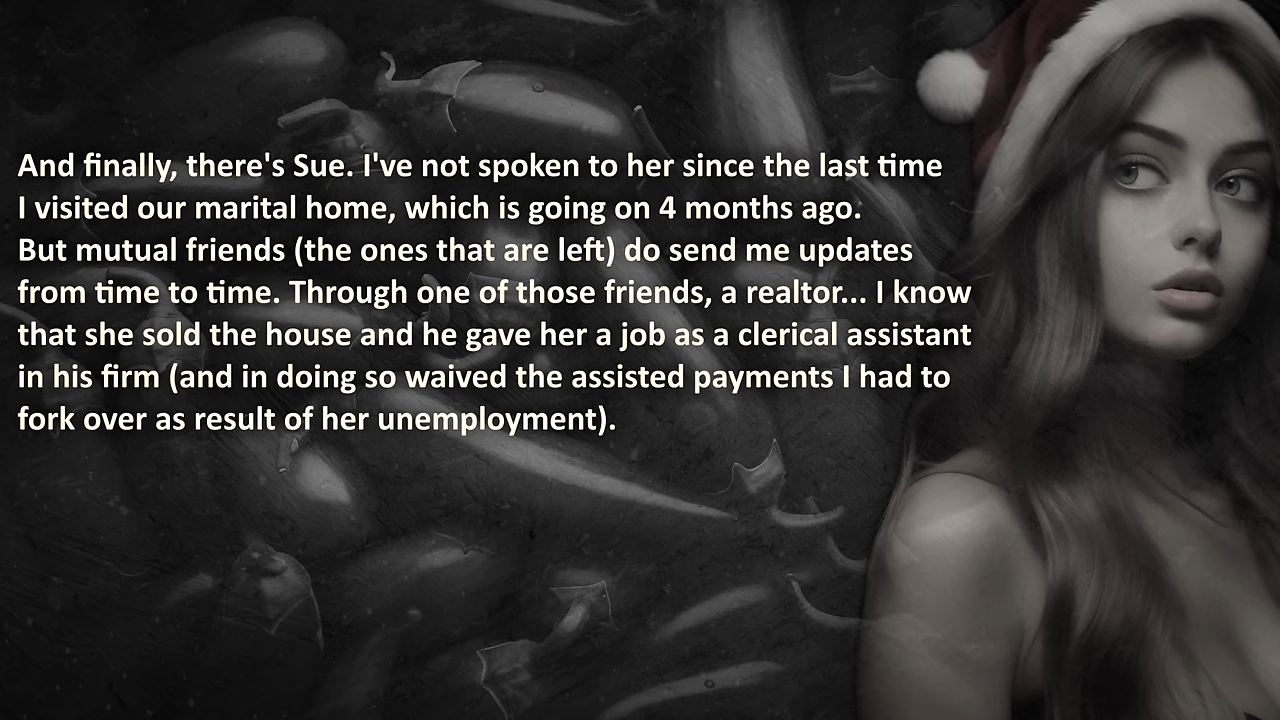 And finally, there's Sue. I've not spoken to her since the last time
I visited our marital home, which is going on 4 months ago.
But mutual friends (the ones that are left) do send me updates
from time to time. Through one of those friends, a realtor... I know
that she sold the house and he gave her a job as a clerical assistant
in his firm (and in doing so waived the assisted payments I had to
fork over as result of her unemployment).